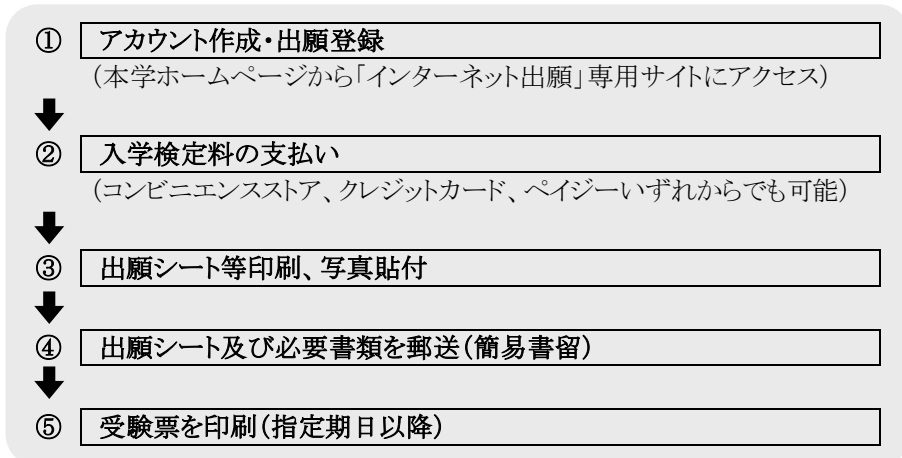 ① アカウント作成・出願登録
(本学ホームページから「インターネット出願」専用サイトにアクセス)
② 入学検定料の支払い
(コンビニエンスストア、クレジットカード、ペイジーいずれからでも可能)
③ 出願シート等印刷、写真貼付
④ 出願シート及び必要書類を郵送(簡易書留)
⑤ 受験票を印刷(指定期日以降)